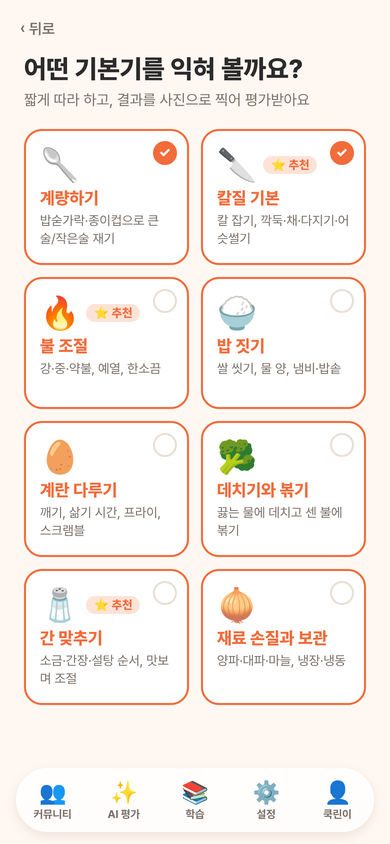 ‹ 뒤로
어떤 기본기를 익혀 볼까요?
짧게 따라 하고, 결과를 사진으로 찍어 평가받아요
계량하기
밥숟가락·종이컵으로 큰
술/작은술 재기
추천
칼질 기본
칼 잡기, 깍둑·채·다지기·어
슷썰기
추천
불 조절
강·중·약불, 예열, 한소끔
밥 짓기
쌀 씻기, 물 양, 냄비·밥솥
계란 다루기
깨기, 삶기 시간, 프라이,
스크램블
데치기와 볶기
끓는 물에 데치고 센 불에
볶기
추천
간 맞추기
소금·간장·설탕 순서, 맛보
며 조절
재료 손질과 보관
양파·대파·마늘, 냉장·냉동
커뮤니티
AI 평가
학습
설정
쿡린이